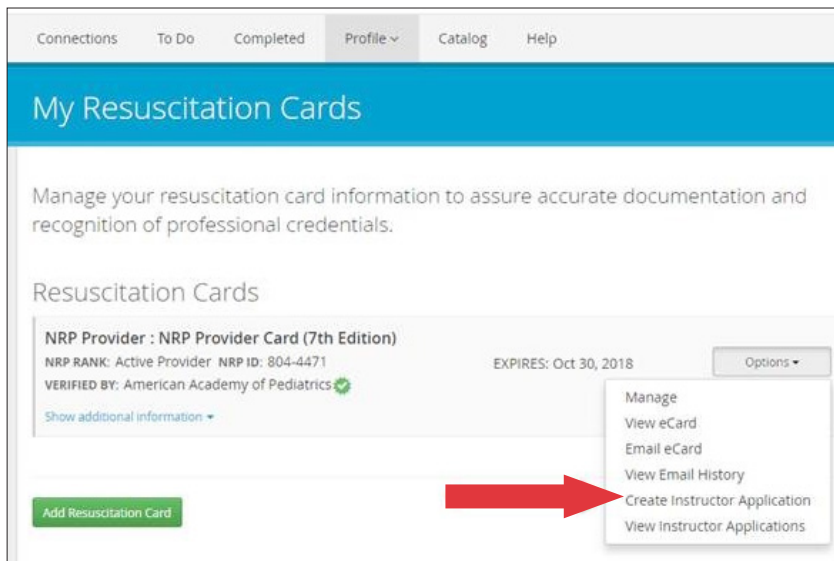 Connections To Do Completed Profile Catalog Help
My Resuscitation Cards
Manage your resuscitation card information to assure accurate documentation and
recognition of professional credentials.
Resuscitation Cards
NRP Provider : NRP Provider Card (7th Edition)
NRP RANK: Active Provider NRP ID: 804-4471
EXPIRES: Oct 30, 2018
Options
VERIFIED BY: American Academy of Pediatrics
Show additional information
Manage
View eCard
Email eCard
View Email History
Create Instructor Application
View Instructor Applications
Add Resuscitation Card